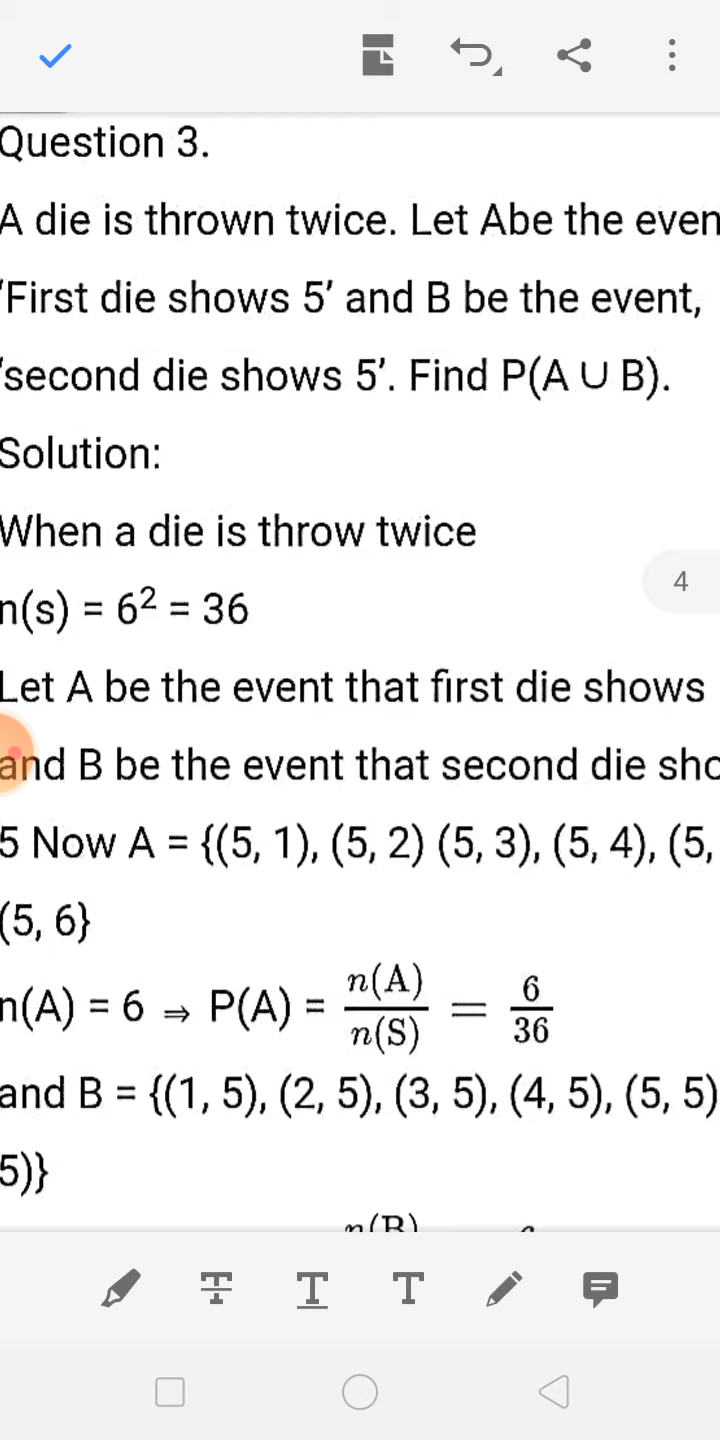 Question 3.
A die is thrown twice. Let Abe the even
'First die shows 5' and B be the event,
'second die shows 5'. Find P(A ∪ B).
Solution:
When a die is throw twice
n(s) = 6² = 36
4
Let A be the event that first die shows
and B be the event that second die sho
5 Now A = {(5, 1), (5, 2) (5, 3), (5, 4), (5,
(5, 6}
n(A) = 6 ⇒ P(A) = n(A)/n(S) = 6/36
and B = {(1, 5), (2, 5), (3, 5), (4, 5), (5, 5)
5)}
n(B)